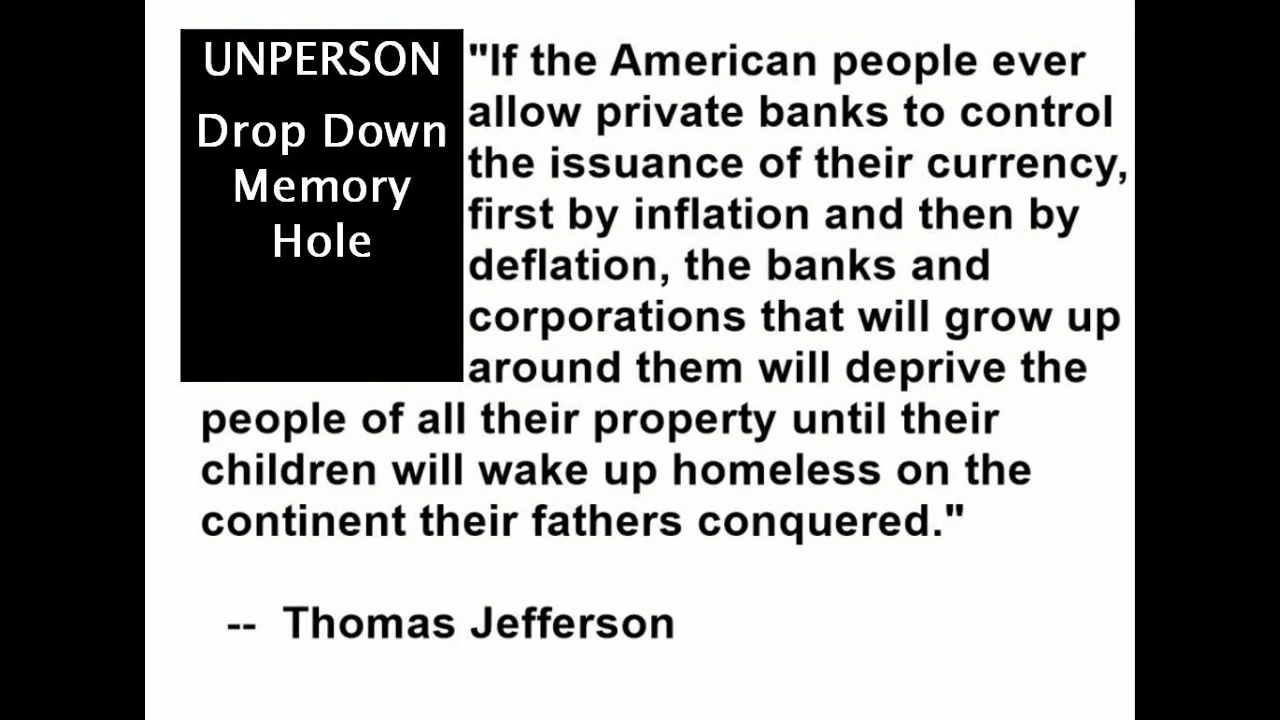 UNPERSON
Drop Down
Memory
Hole
"If the American people ever
allow private banks to control
the issuance of their currency,
first by inflation and then by
deflation, the banks and
corporations that will grow up
around them will deprive the
people of all their property until their
children will wake up homeless on the
continent their fathers conquered."
-- Thomas Jefferson